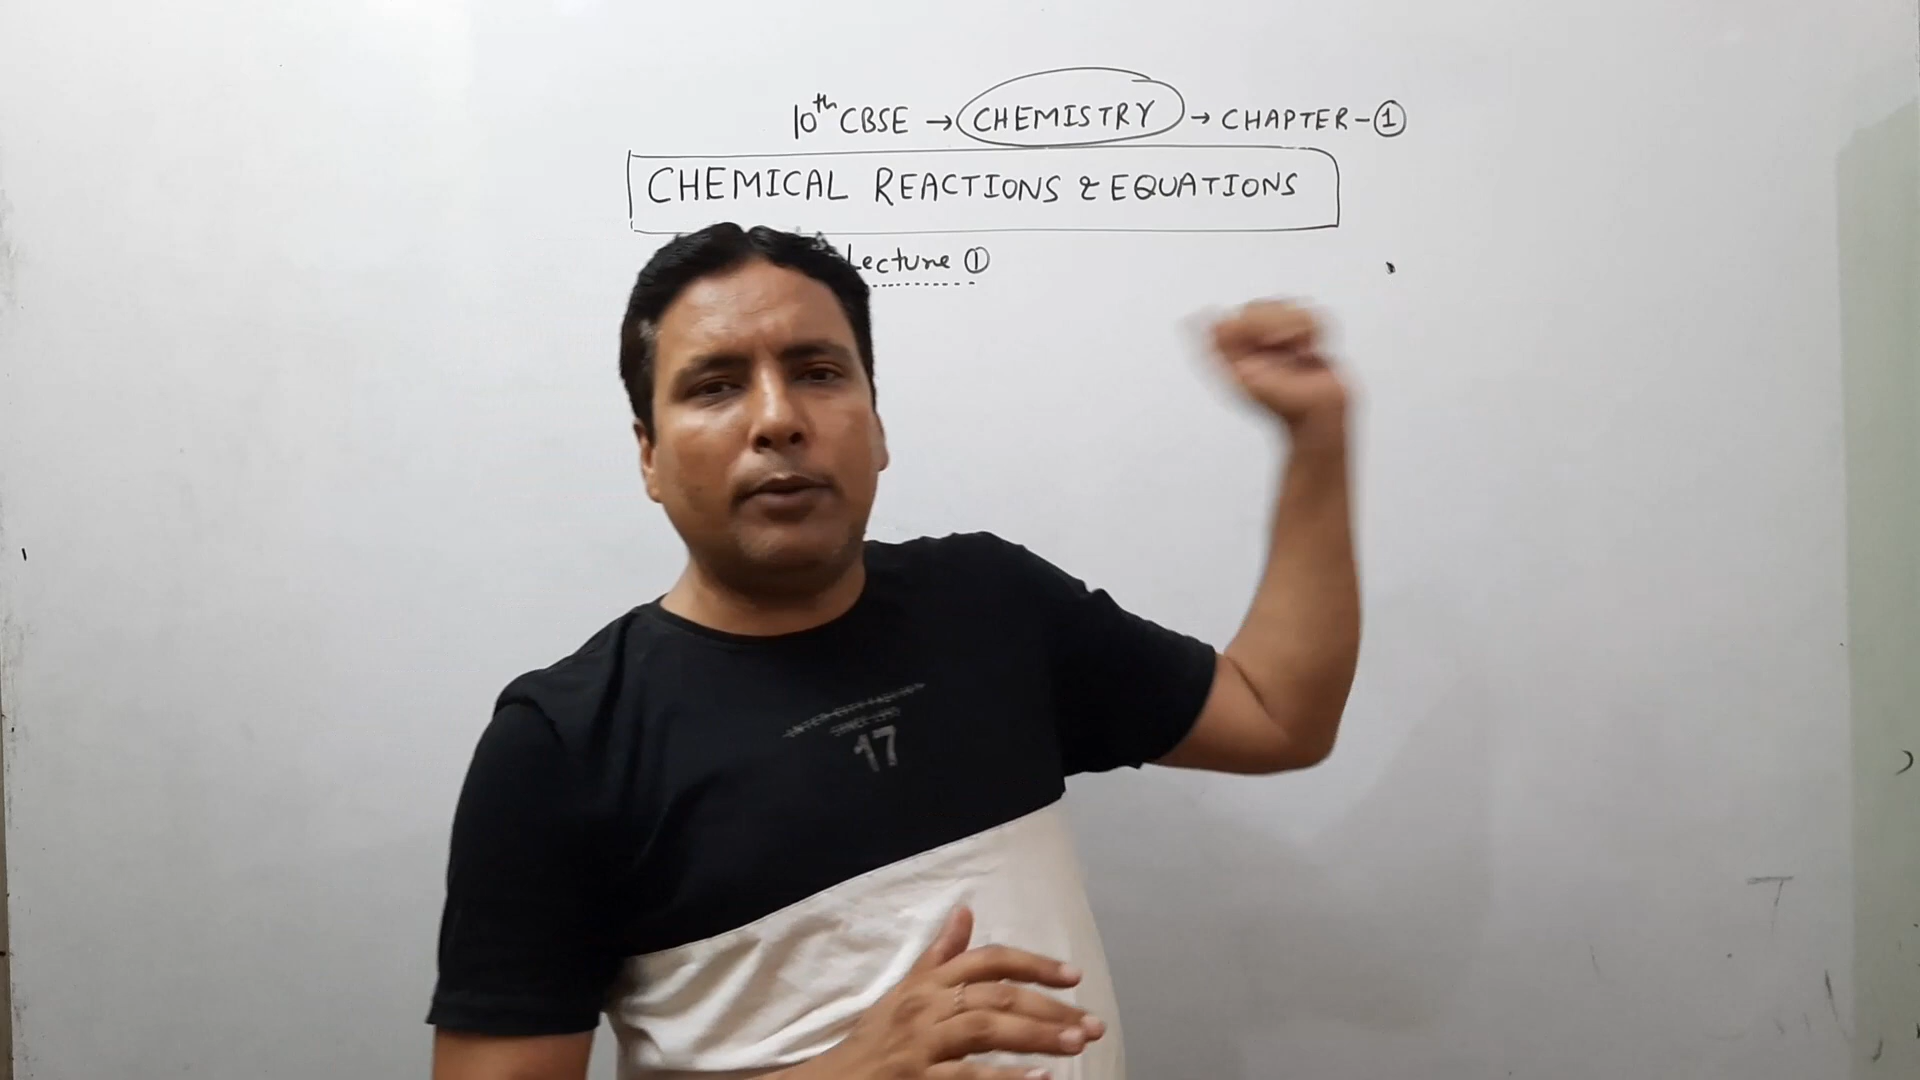 10th CBSE → CHEMISTRY → CHAPTER-①
CHEMICAL REACTIONS & EQUATIONS
Lecture ①
17
T